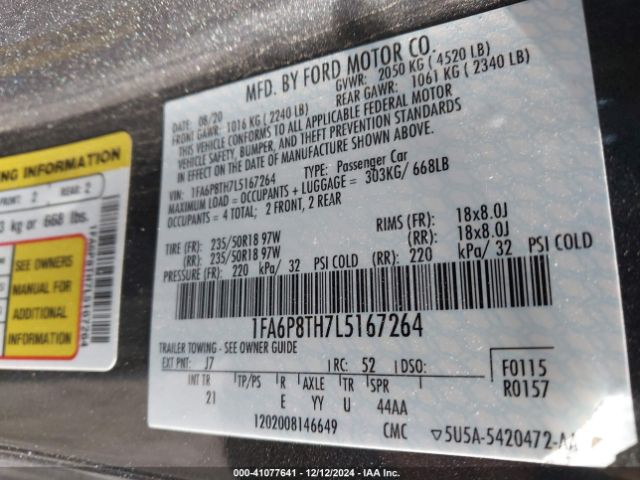 MFD. BY FORD MOTOR CO.
DATE: 08/20 GVWR: 2050 KG ( 4520 LB)
FRONT GAWR: 1016 KG ( 2240 LB) REAR GAWR: 1061 KG ( 2340 LB)
THIS VEHICLE CONFORMS TO ALL APPLICABLE FEDERAL MOTOR
VEHICLE SAFETY, BUMPER, AND THEFT PREVENTION STANDARDS
IN EFFECT ON THE DATE OF MANUFACTURE SHOWN ABOVE.
VIN: 1FA6P8TH7L5167264 TYPE: Passenger Car
MAXIMUM LOAD = OCCUPANTS + LUGGAGE = 303KG/ 668LB
OCCUPANTS = 4 TOTAL; 2 FRONT, 2 REAR
TIRE (FR): 235/50R18 97W RIMS (FR): 18x8.0J
(RR): 235/50R18 97W (RR): 18x8.0J
PRESSURE (FR): 220 kPa/ 32 PSI COLD (RR): 220 kPa/ 32 PSI COLD
1FA6P8TH7L5167264
TRAILER TOWING - SEE OWNER GUIDE
EXT PNT: J7 RC: 52 DSO: F0115
INT TR TP/PS R AXLE TR SPR R0157
21 E YY U 44AA
1202008146649 CMC 5U5A-5420472-AA
ING INFORMATION
FRONT: 2 REAR: 2
3 kg or 668 lbs.
SEE OWNERS
MANUAL FOR
ADDITIONAL
INFORMATION
1FA6P8TH7L5167264
000-41077641 - 12/12/2024 - IAAI.COM